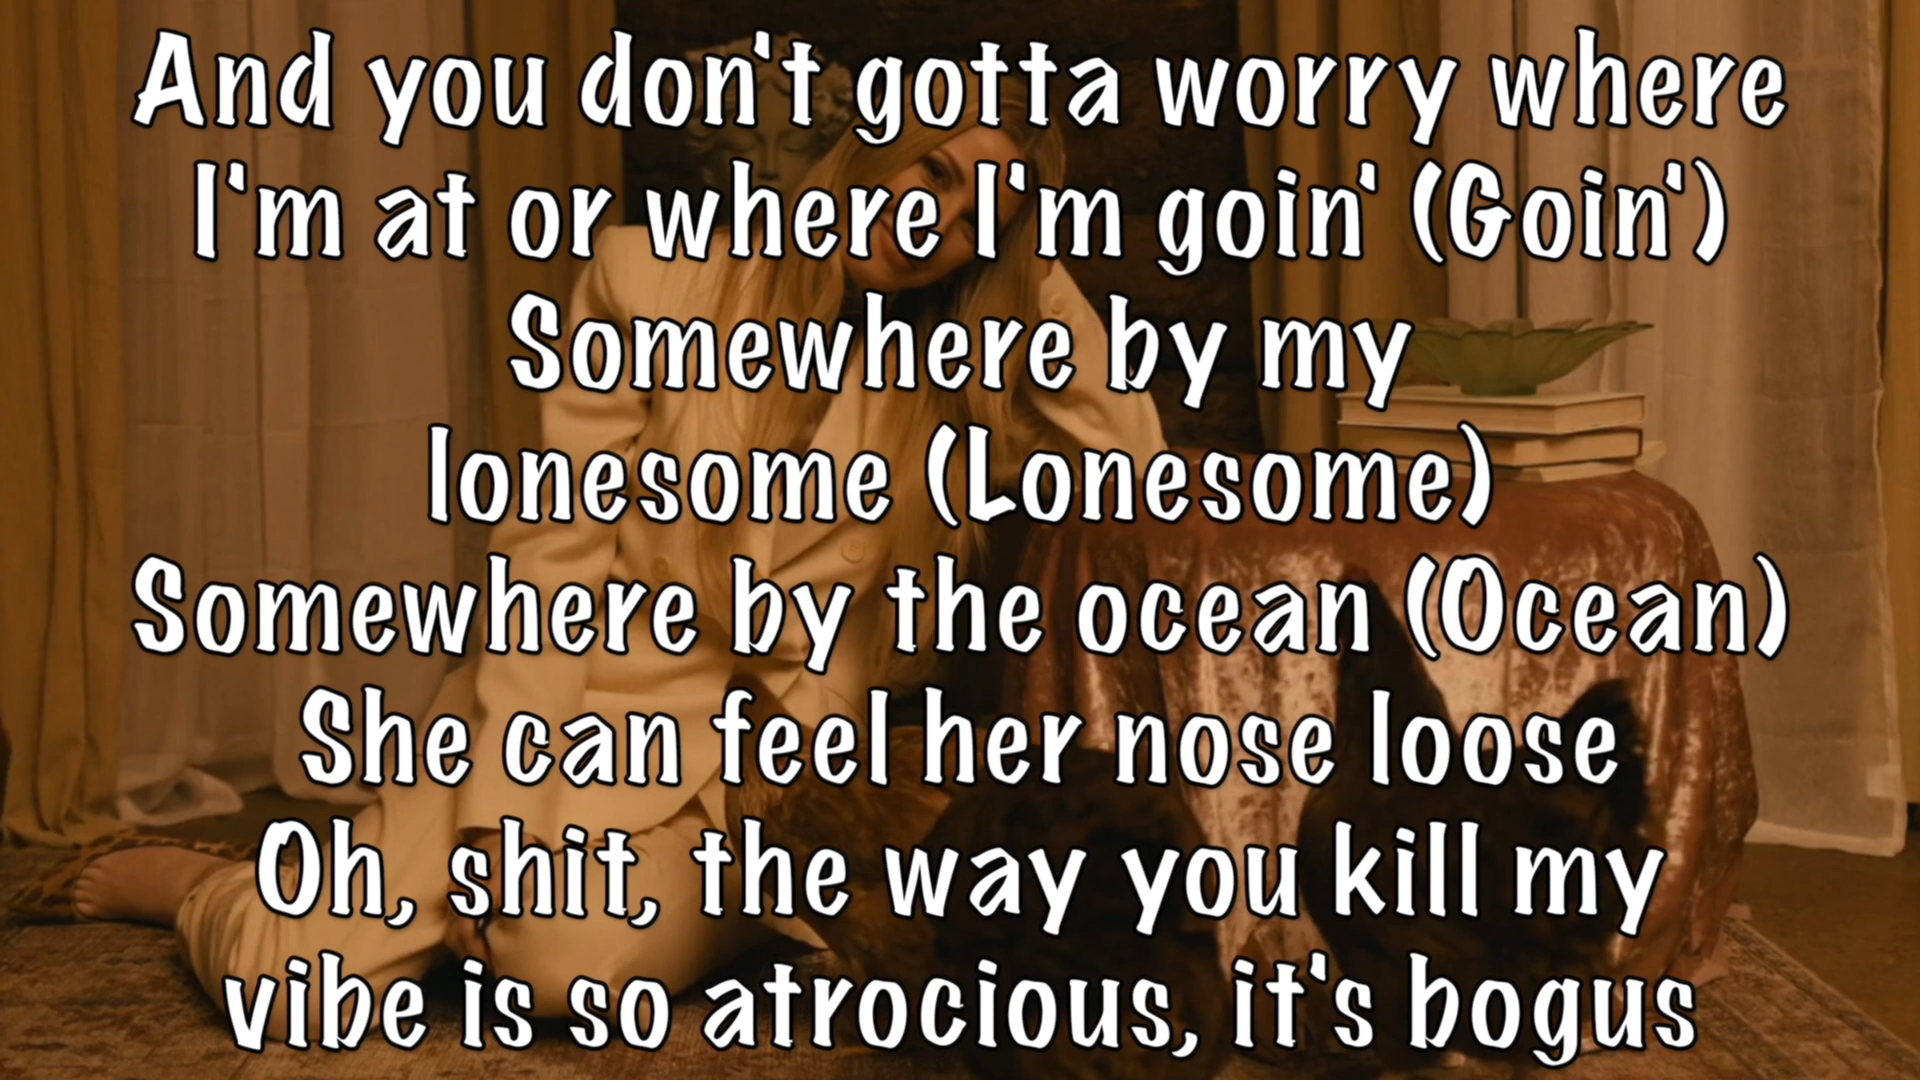 And you don't gotta worry where
I'm at or where I'm goin' (Goin')
Somewhere by my
lonesome (Lonesome)
Somewhere by the ocean (Ocean)
She can feel her nose loose
Oh, shit, the way you kill my
vibe is so atrocious, it's bogus